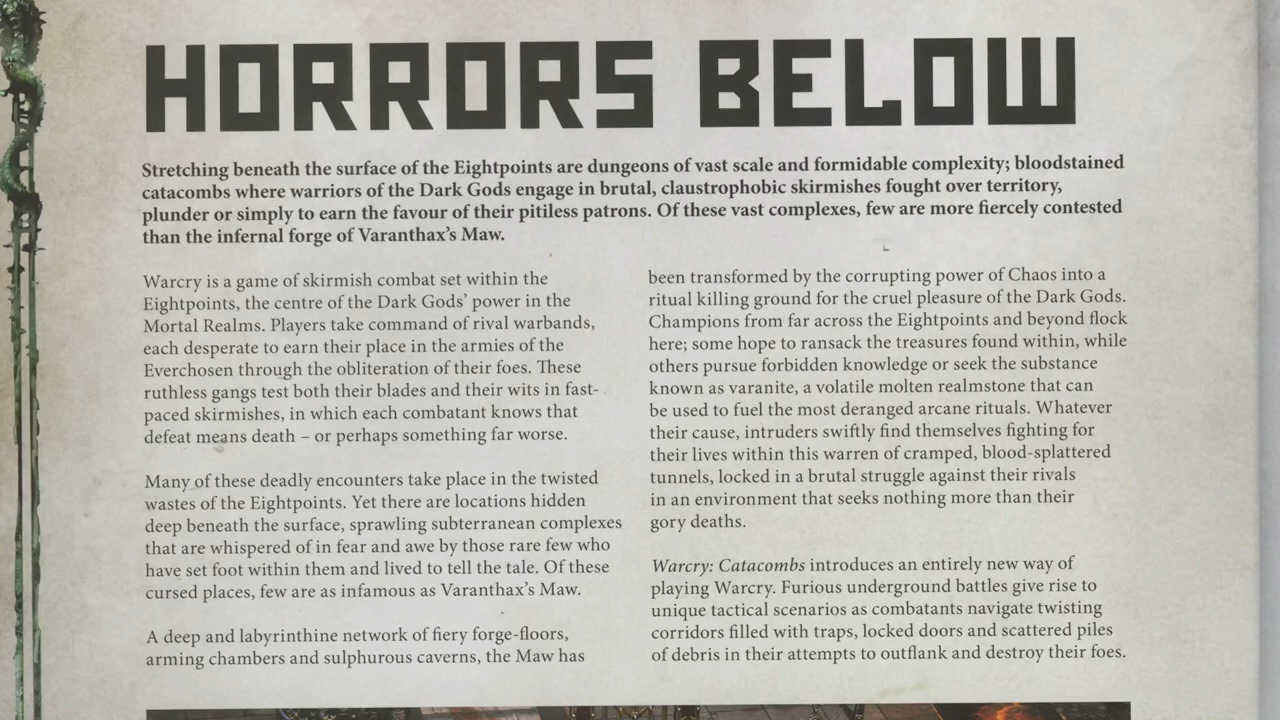 HORRORS BELOW
Stretching beneath the surface of the Eightpoints are dungeons of vast scale and formidable complexity; bloodstained
catacombs where warriors of the Dark Gods engage in brutal, claustrophobic skirmishes fought over territory,
plunder or simply to earn the favour of their pitiless patrons. Of these vast complexes, few are more fiercely contested
than the infernal forge of Varanthax's Maw.
Warcry is a game of skirmish combat set within the
Eightpoints, the centre of the Dark Gods' power in the
Mortal Realms. Players take command of rival warbands,
each desperate to earn their place in the armies of the
Everchosen through the obliteration of their foes. These
ruthless gangs test both their blades and their wits in fast-
paced skirmishes, in which each combatant knows that
defeat means death – or perhaps something far worse.
Many of these deadly encounters take place in the twisted
wastes of the Eightpoints. Yet there are locations hidden
deep beneath the surface, sprawling subterranean complexes
that are whispered of in fear and awe by those rare few who
have set foot within them and lived to tell the tale. Of these
cursed places, few are as infamous as Varanthax's Maw.
A deep and labyrinthine network of fiery forge-floors,
arming chambers and sulphurous caverns, the Maw has
been transformed by the corrupting power of Chaos into a
ritual killing ground for the cruel pleasure of the Dark Gods.
Champions from far across the Eightpoints and beyond flock
here; some hope to ransack the treasures found within, while
others pursue forbidden knowledge or seek the substance
known as varanite, a volatile molten realmstone that can
be used to fuel the most deranged arcane rituals. Whatever
their cause, intruders swiftly find themselves fighting for
their lives within this warren of cramped, blood-splattered
tunnels, locked in a brutal struggle against their rivals
in an environment that seeks nothing more than their
gory deaths.
Warcry: Catacombs introduces an entirely new way of
playing Warcry. Furious underground battles give rise to
unique tactical scenarios as combatants navigate twisting
corridors filled with traps, locked doors and scattered piles
of debris in their attempts to outflank and destroy their foes.